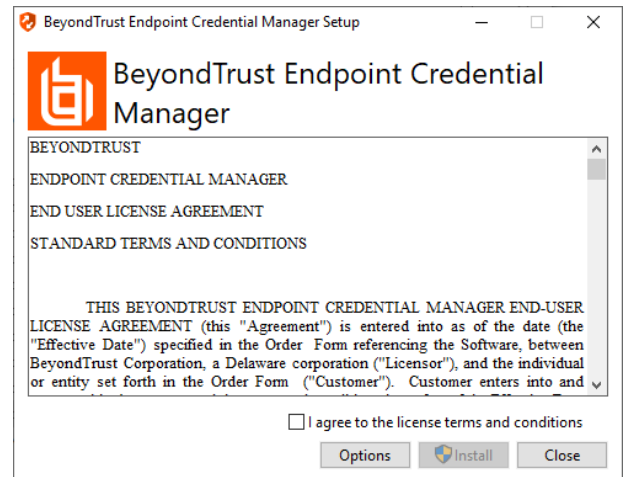 BeyondTrust Endpoint Credential Manager Setup
BeyondTrust Endpoint Credential
Manager
BEYONDTRUST
ENDPOINT CREDENTIAL MANAGER
END USER LICENSE AGREEMENT
STANDARD TERMS AND CONDITIONS
THIS BEYONDTRUST ENDPOINT CREDENTIAL MANAGER END-USER
LICENSE AGREEMENT (this "Agreement") is entered into as of the date (the
"Effective Date") specified in the Order Form referencing the Software, between
BeyondTrust Corporation, a Delaware corporation ("Licensor"), and the individual
or entity set forth in the Order Form ("Customer"). Customer enters into and
I agree to the license terms and conditions
Options
Install
Close